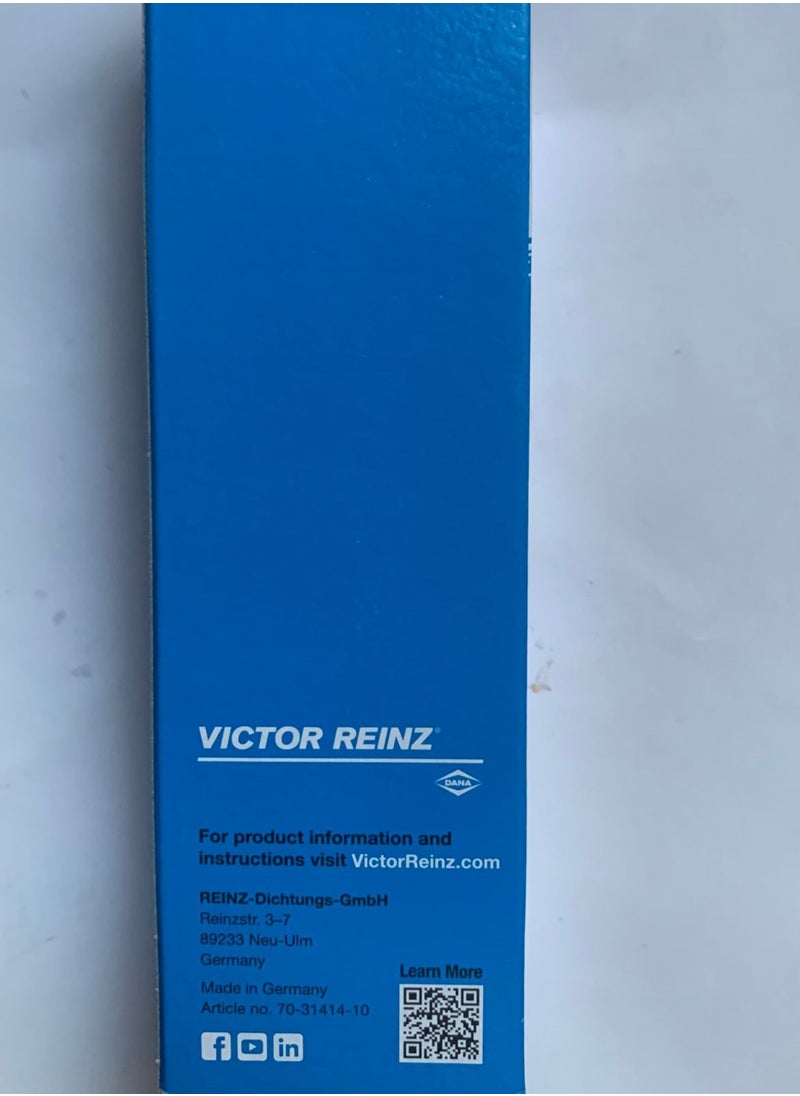 VICTOR REINZ®
DANA
For product information and
instructions visit VictorReinz.com
REINZ-Dichtungs-GmbH
Reinzstr. 3–7
89233 Neu-Ulm
Germany
Learn More
Made in Germany
Article no. 70-31414-10
f
in